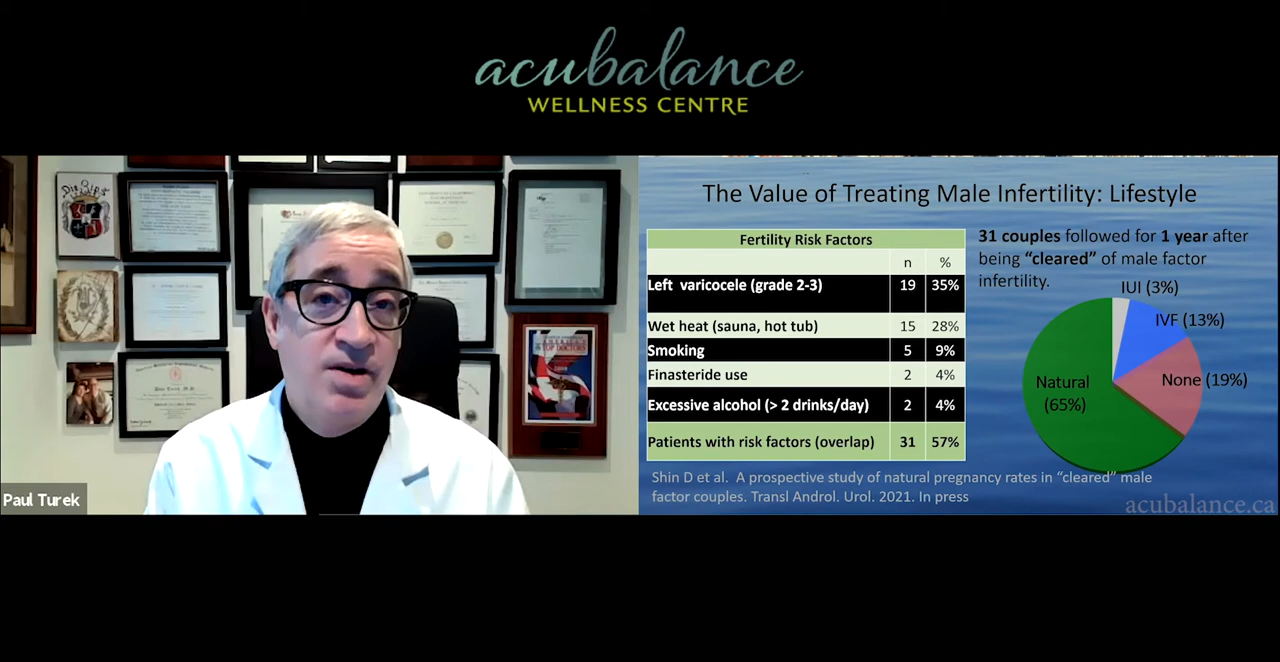 acubalance
WELLNESS CENTRE
TOP DOCTORS
Paul Turek
The Value of Treating Male Infertility: Lifestyle
Fertility Risk Factors
n %
Left varicocele (grade 2-3) 19 35%
Wet heat (sauna, hot tub) 15 28%
Smoking 5 9%
Finasteride use 2 4%
Excessive alcohol (> 2 drinks/day) 2 4%
Patients with risk factors (overlap) 31 57%
31 couples followed for 1 year after
being “cleared” of male factor
infertility.
IUI (3%)
IVF (13%)
None (19%)
Natural
(65%)
Shin D et al. A prospective study of natural pregnancy rates in “cleared” male
factor couples. Transl Androl. Urol. 2021. In press
acubalance.ca